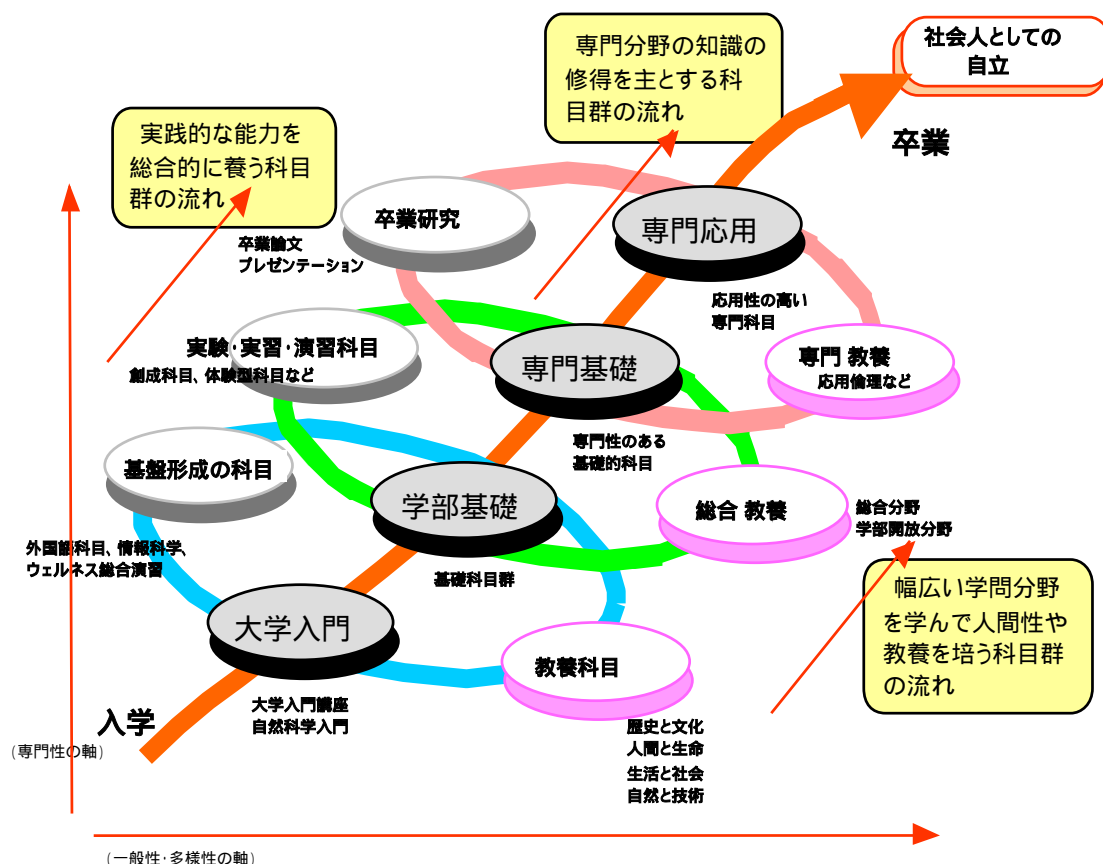 社会人としての
自立
専門分野の知識の
修得を主とする科
目群の流れ
実践的な能力を
総合的に養う科目
群の流れ
卒業
卒業研究
専門応用
卒業論文
プレゼンテーション
応用性の高い
専門科目
実験・実習・演習科目
創成科目、体験型科目など
専門基礎
専門 教養
応用倫理など
専門性のある
基礎的科目
基盤形成の科目
学部基礎
総合 教養
総合分野
学部開放分野
外国語科目、情報科学、
ウェルネス総合演習
基礎科目群
幅広い学問分野
を学んで人間性や
教養を培う科目群
の流れ
大学入門
教養科目
大学入門講座
自然科学入門
入学
歴史と文化
人間と生命
生活と社会
自然と技術
(専門性の軸)
(一般性・多様性の軸)